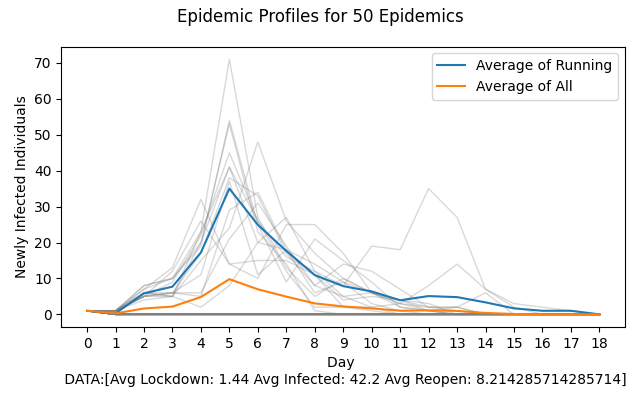 Epidemic Profiles for 50 Epidemics
Average of Running
Average of All
Newly Infected Individuals
70
60
50
40
30
20
10
0
0 1 2 3 4 5 6 7 8 9 10 11 12 13 14 15 16 17 18
Day
DATA:[Avg Lockdown: 1.44 Avg Infected: 42.2 Avg Reopen: 8.214285714285714]